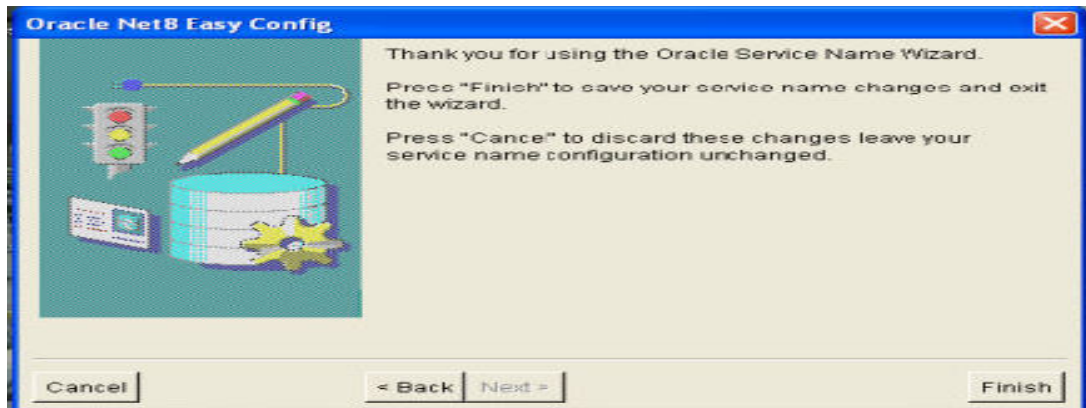 Oracle Net8 Easy Config
Thank you for using the Oracle Service Name Wizard.
Press "Finish" to save your service name changes and exit
the wizard.
Press "Cancel" to discard these changes leave your
service name configuration unchanged.
Cancel
< Back
Next >
Finish